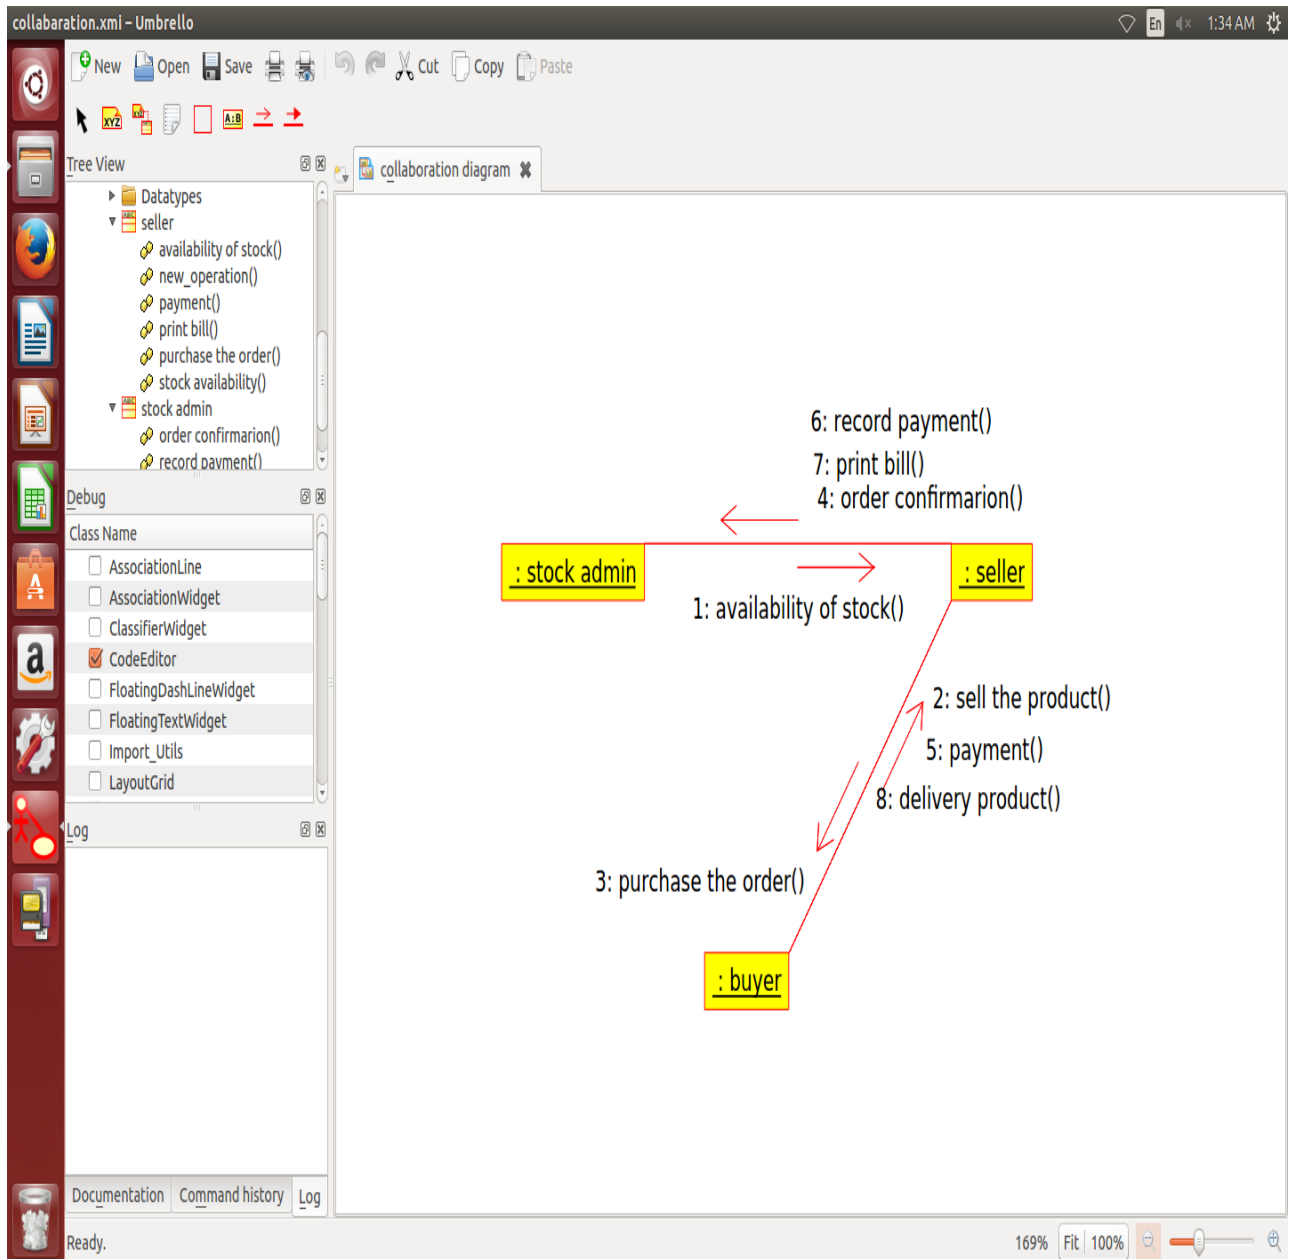 collabaration.xmi – Umbrello
En
1:34 AM
New Open Save Cut Copy Paste
XYZ
A:B
Tree View
Datatypes
seller
availability of stock()
new_operation()
payment()
print bill()
purchase the order()
stock availability()
stock admin
order confirmarion()
record payment()
Debug
Class Name
AssociationLine
AssociationWidget
ClassifierWidget
CodeEditor
FloatingDashLineWidget
FloatingTextWidget
Import_Utils
LayoutGrid
Log
Documentation Command history Log
Ready.
collaboration diagram
6: record payment()
7: print bill()
4: order confirmarion()
: stock admin
: seller
1: availability of stock()
2: sell the product()
5: payment()
8: delivery product()
3: purchase the order()
: buyer
169% Fit 100%